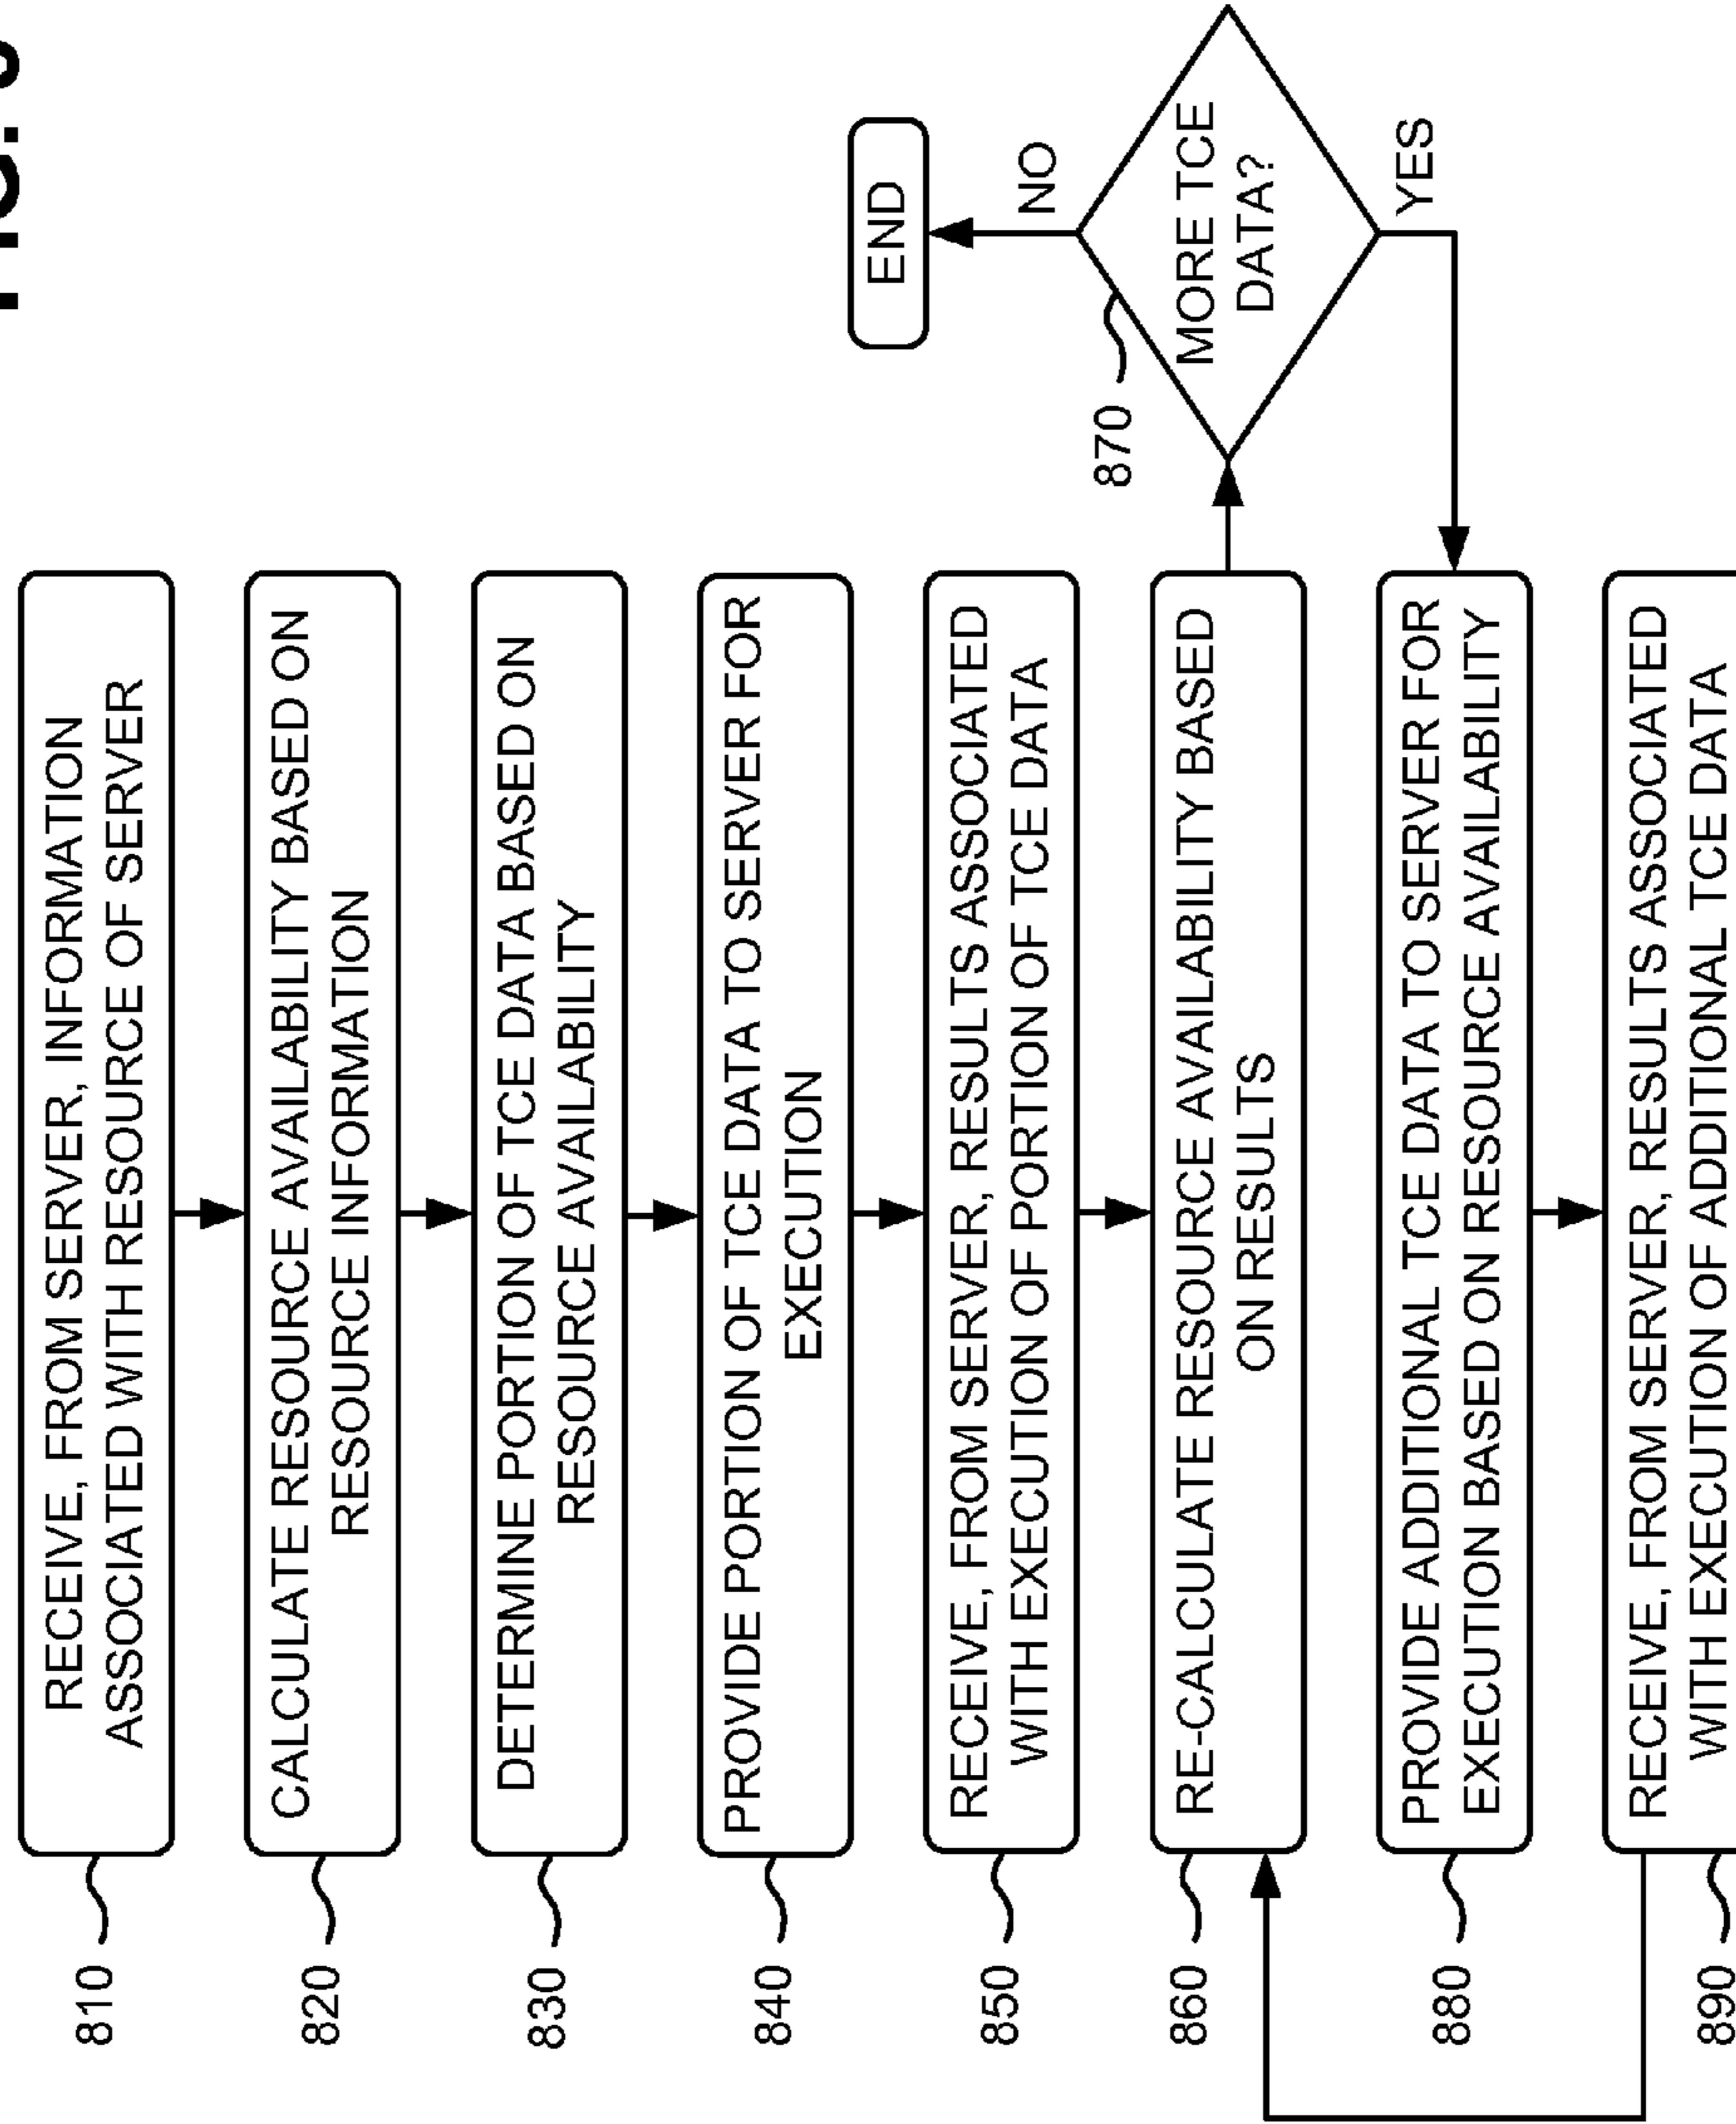 810
RECEIVE, FROM SERVER, INFORMATION
ASSOCIATED WITH RESOURCE OF SERVER
820
CALCULATE RESOURCE AVAILABILITY BASED ON
RESOURCE INFORMATION
830
DETERMINE PORTION OF TCE DATA BASED ON
RESOURCE AVAILABILITY
840
PROVIDE PORTION OF TCE DATA TO SERVER FOR
EXECUTION
850
RECEIVE, FROM SERVER, RESULTS ASSOCIATED
WITH EXECUTION OF PORTION OF TCE DATA
END
NO
860
RE-CALCULATE RESOURCE AVAILABILITY BASED
ON RESULTS
870
MORE TCE
DATA?
YES
880
PROVIDE ADDITIONAL TCE DATA TO SERVER FOR
EXECUTION BASED ON RESOURCE AVAILABILITY
890
RECEIVE, FROM SERVER, RESULTS ASSOCIATED
WITH EXECUTION OF ADDITIONAL TCE DATA